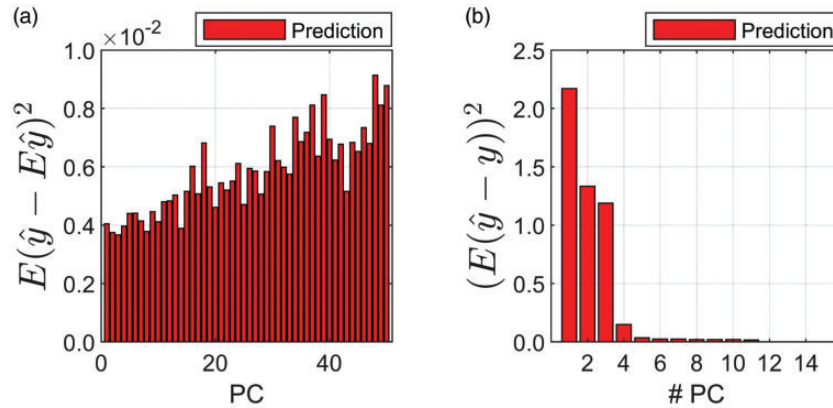 (a)
Prediction
×10⁻²
1.0
0.8
0.6
0.4
0.2
0.0
E(ŷ − Eŷ)²
0 20 40
PC
(b)
Prediction
2.5
2.0
1.5
1.0
0.5
0.0
(E(ŷ − y))²
2 4 6 8 10 12 14
# PC